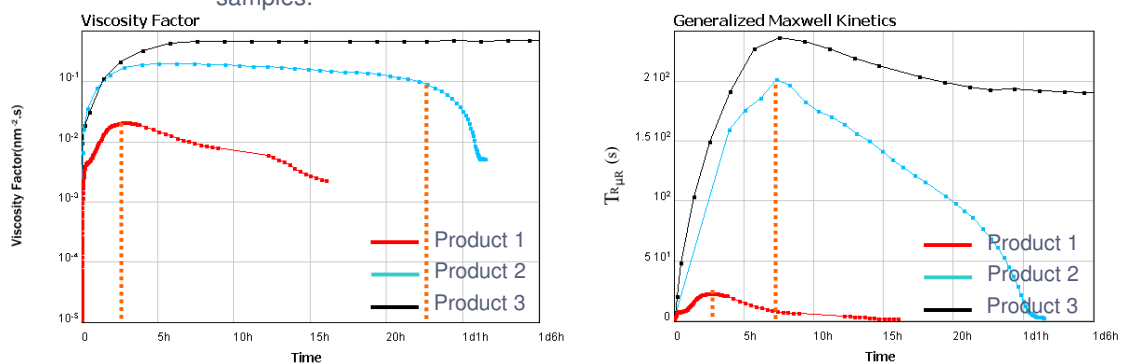 samples.
Viscosity Factor
Viscosity Factor(nm⁻².s)
10⁻¹
10⁻²
10⁻³
10⁻⁴
10⁻⁵
0
5h
10h
15h
20h
1d1h
1d6h
Time
Product 1
Product 2
Product 3
Generalized Maxwell Kinetics
T_RμR (s)
2 10²
1.5 10²
10²
5 10¹
0
0
5h
10h
15h
20h
1d1h
1d6h
Time
Product 1
Product 2
Product 3